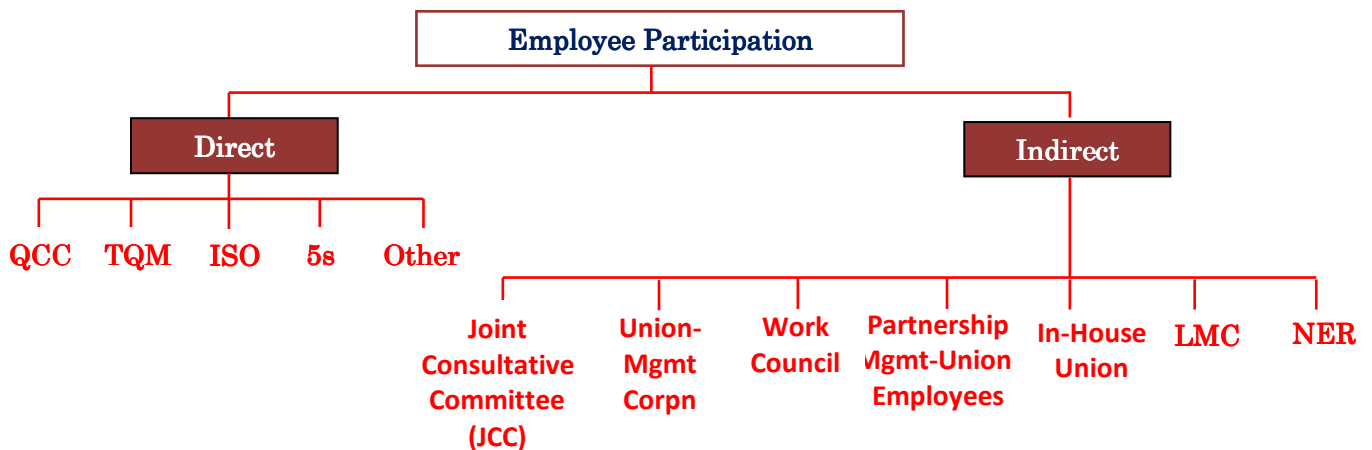 Employee Participation
Direct
Indirect
QCC
TQM
ISO
5s
Other
Joint
Consultative
Committee
(JCC)
Union-
Mgmt
Corpn
Work
Council
Partnership
Mgmt-Union
Employees
In-House
Union
LMC
NER